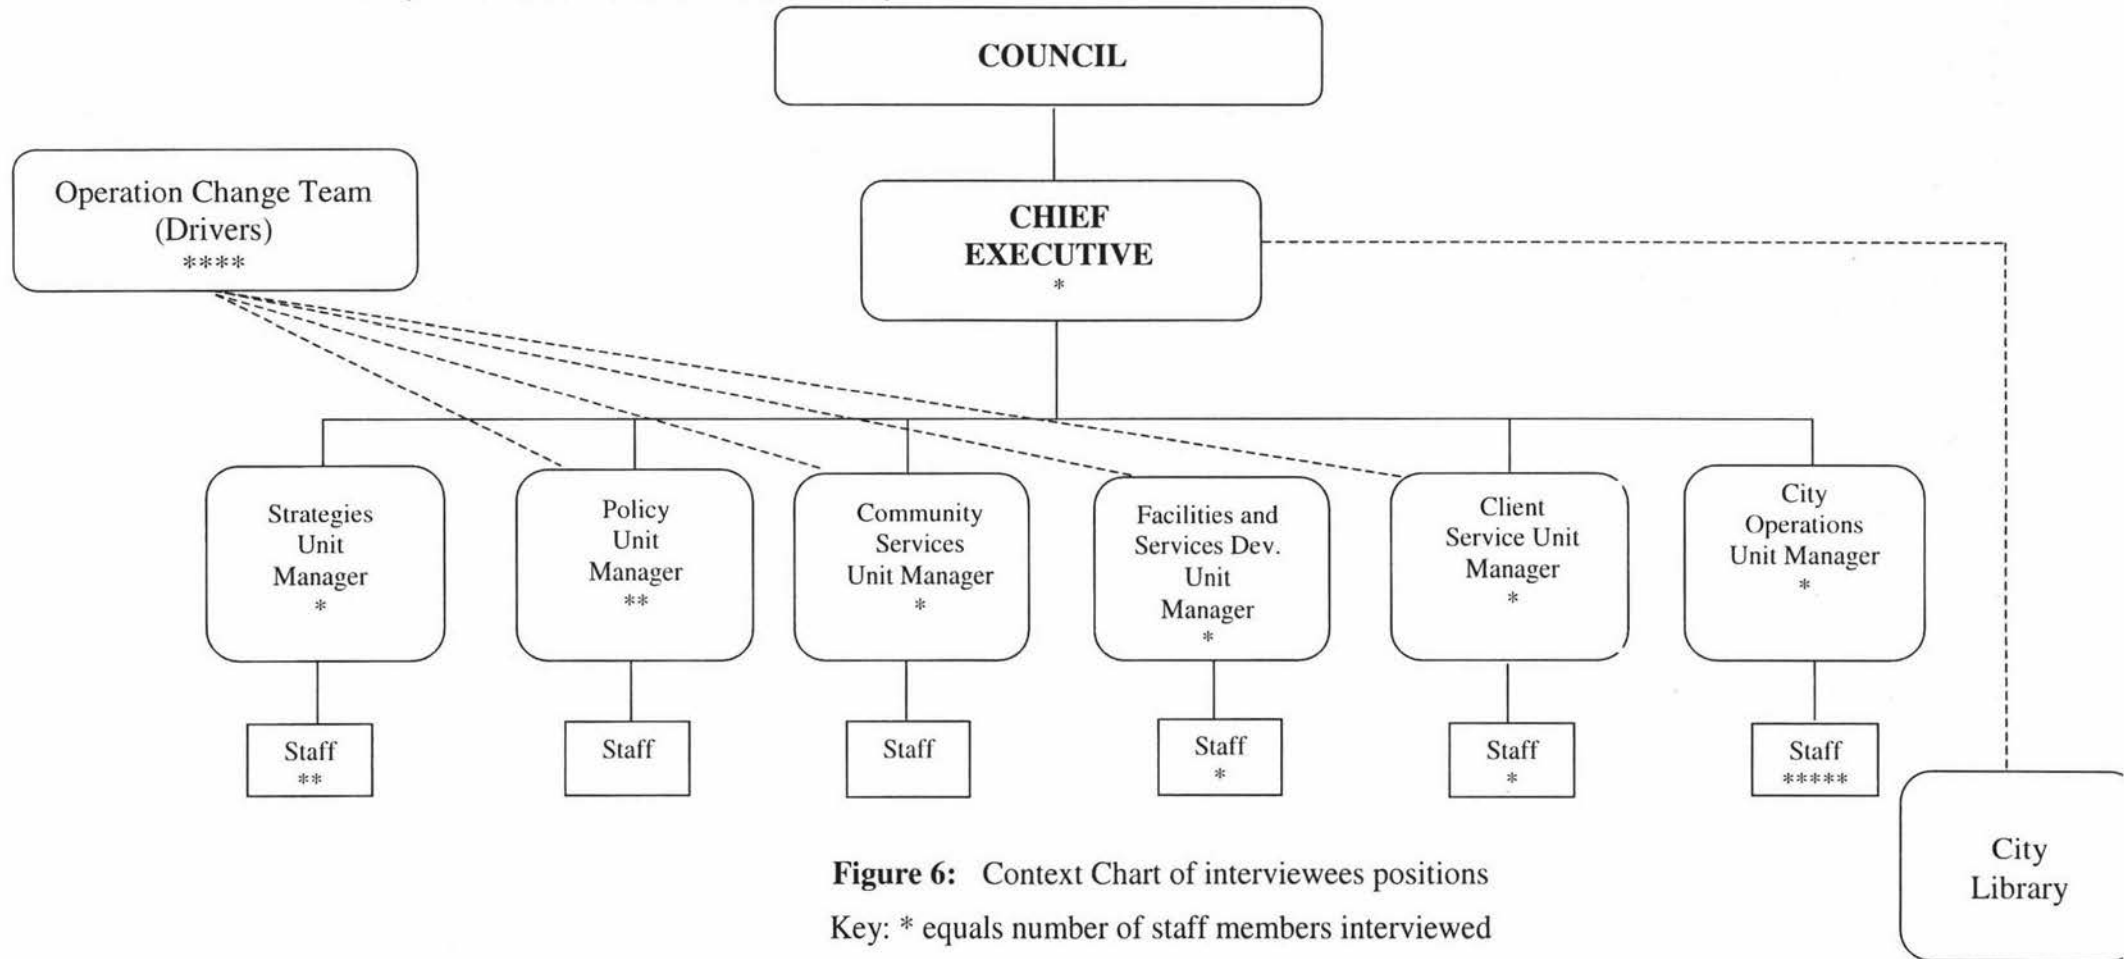 COUNCIL
Operation Change Team
(Drivers)
****
CHIEF
EXECUTIVE
*
Strategies
Unit
Manager
*
Policy
Unit
Manager
**
Community
Services
Unit Manager
*
Facilities and
Services Dev.
Unit
Manager
*
Client
Service Unit
Manager
*
City
Operations
Unit Manager
*
Staff
**
Staff
Staff
Staff
*
Staff
*
Staff
*****
City
Library
Figure 6: Context Chart of interviewees positions
Key: * equals number of staff members interviewed